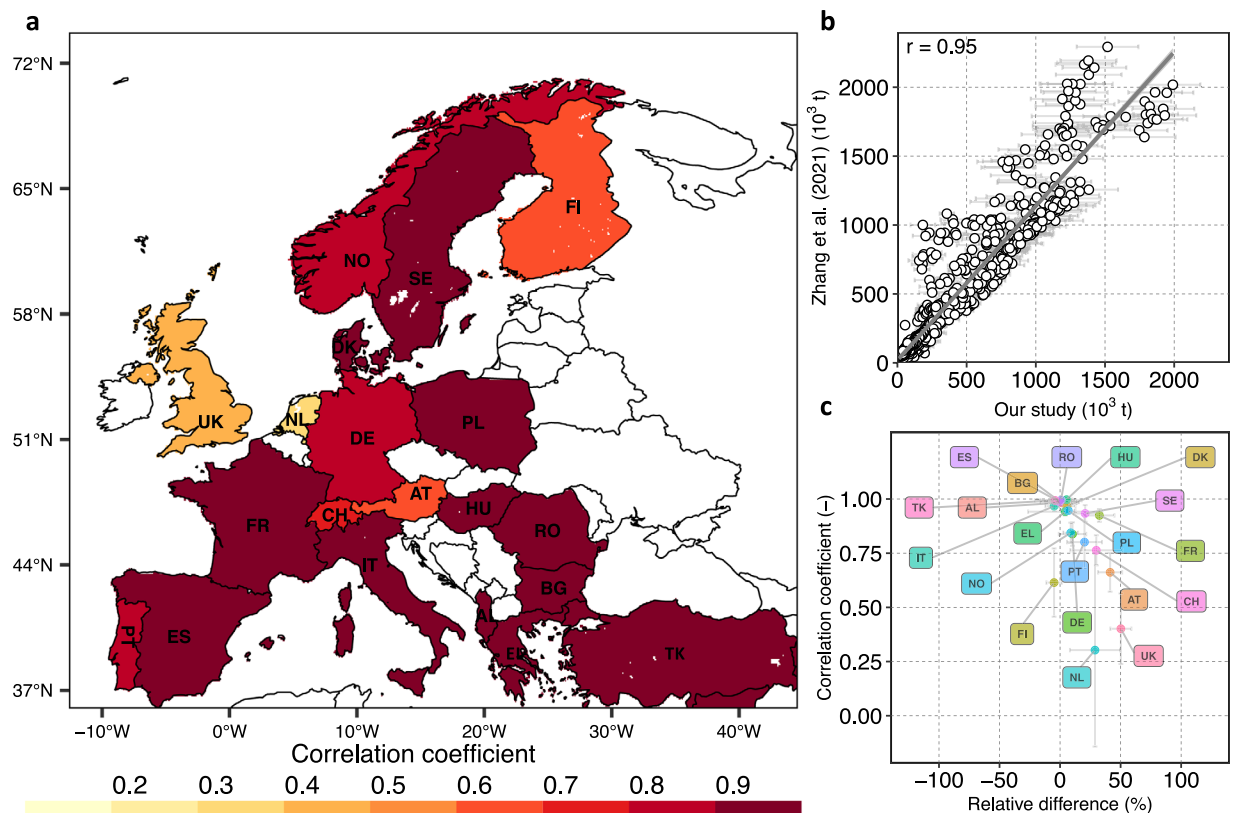 a
72°N
65°N
58°N
51°N
44°N
37°N
NO
SE
FI
DK
UK
NL
DE
PL
AT
CH
HU
FR
RO
IT
BG
AL
PT
ES
EL
TK
−10°W
0°W
10°W
20°W
30°W
40°W
Correlation coefficient
0.2 0.3 0.4 0.5 0.6 0.7 0.8 0.9
b
r = 0.95
Zhang et al. (2021) (10³ t)
2000
1500
1000
500
0
0 500 1000 1500 2000
Our study (10³ t)
c
Correlation coefficient (−)
1.00
0.75
0.50
0.25
0.00
ES RO HU DK
BG
TK AL SE
EL PL
IT FR
NO PT
AT CH
FI DE
UK
NL
−100 −50 0 50 100
Relative difference (%)